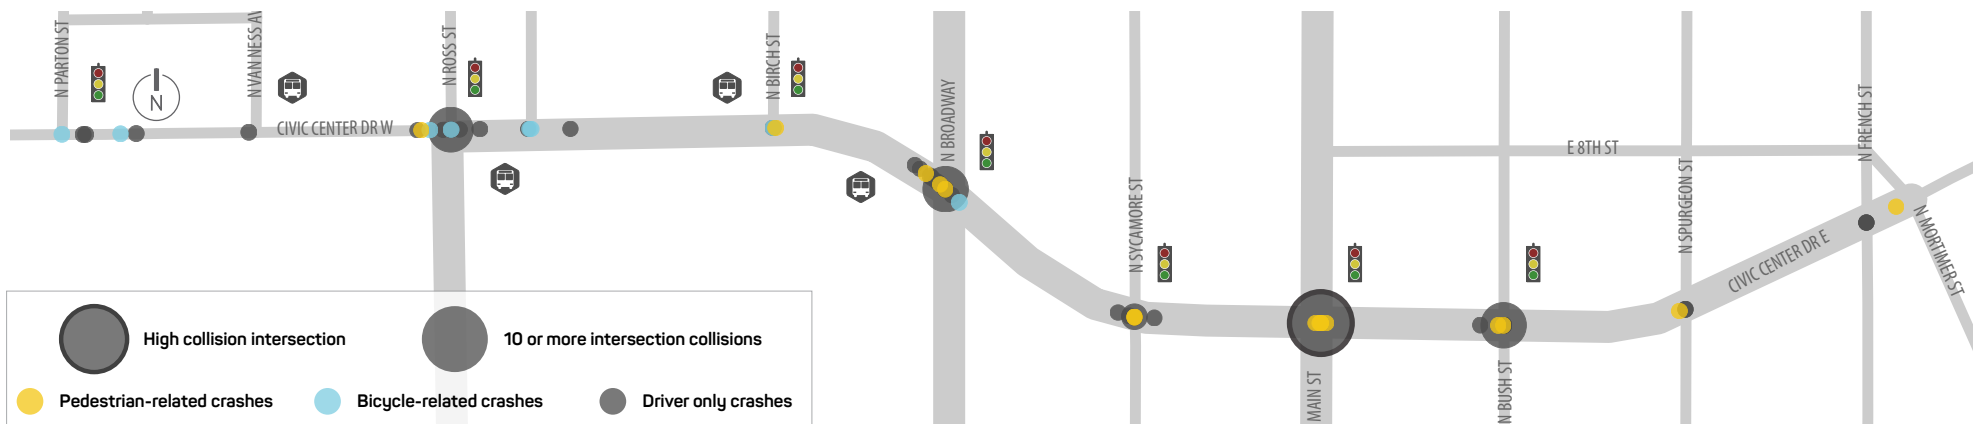 N PARTON ST
N VAN NESS AV
N ROSS ST
N BIRCH ST
N BROADWAY
N
CIVIC CENTER DR W
N SYCAMORE ST
E 8TH ST
N SPURGEON ST
N FRENCH ST
N MORTIMER ST
CIVIC CENTER DR E
MAIN ST
N BUSH ST
High collision intersection
10 or more intersection collisions
Pedestrian-related crashes
Bicycle-related crashes
Driver only crashes